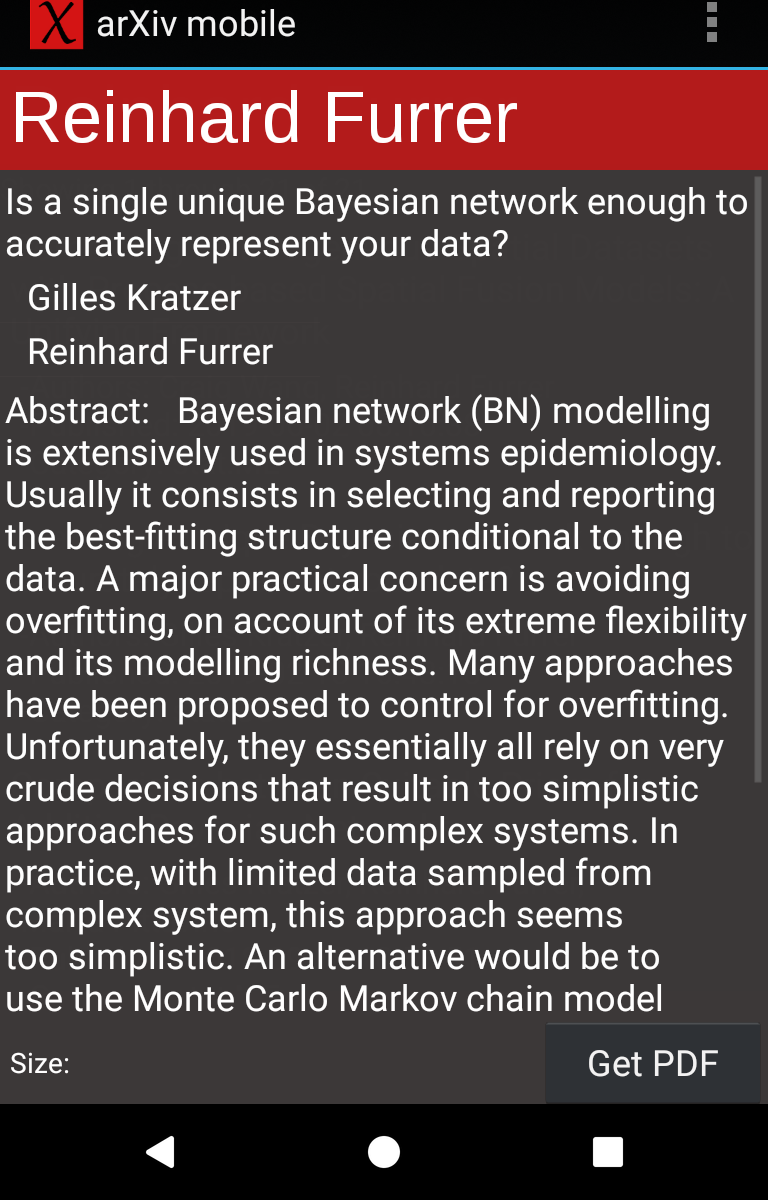 arXiv mobile
Reinhard Furrer
Is a single unique Bayesian network enough to
accurately represent your data?
Gilles Kratzer
Reinhard Furrer
Abstract:   Bayesian network (BN) modelling
is extensively used in systems epidemiology.
Usually it consists in selecting and reporting
the best-fitting structure conditional to the
data. A major practical concern is avoiding
overfitting, on account of its extreme flexibility
and its modelling richness. Many approaches
have been proposed to control for overfitting.
Unfortunately, they essentially all rely on very
crude decisions that result in too simplistic
approaches for such complex systems. In
practice, with limited data sampled from
complex system, this approach seems
too simplistic. An alternative would be to
use the Monte Carlo Markov chain model
Size:
Get PDF